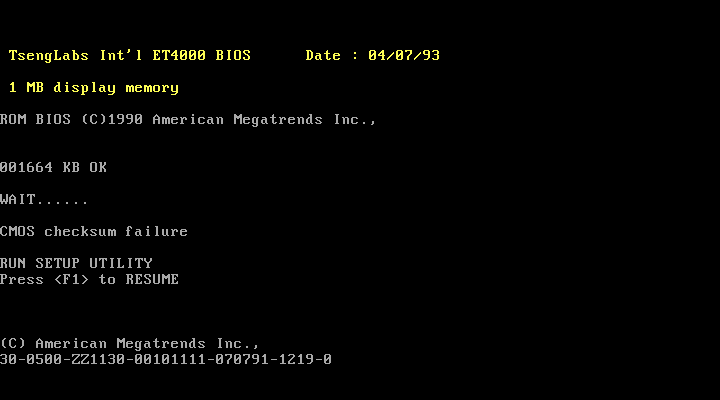 TsengLabs Int'l ET4000 BIOS Date : 04/07/93
1 MB display memory
ROM BIOS (C)1990 American Megatrends Inc.,
001664 KB OK
WAIT......
CMOS checksum failure
RUN SETUP UTILITY
Press <F1> to RESUME
(C) American Megatrends Inc.,
30-0500-ZZ1130-00101111-070791-1219-0